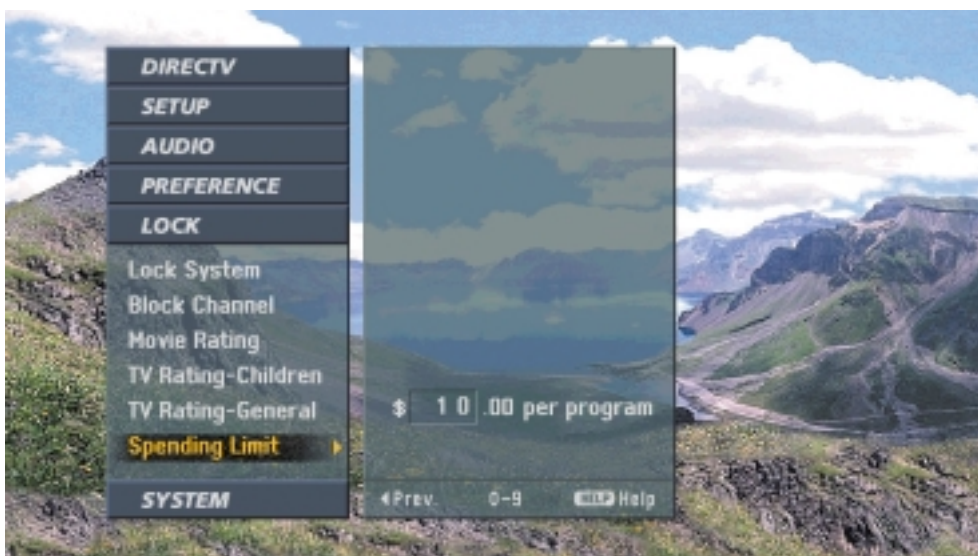 DIRECTV
SETUP
AUDIO
PREFERENCE
LOCK
Lock System
Block Channel
Movie Rating
TV Rating-Children
TV Rating-General
Spending Limit
SYSTEM
$ 10.00 per program
Prev. 0-9 HELP Help